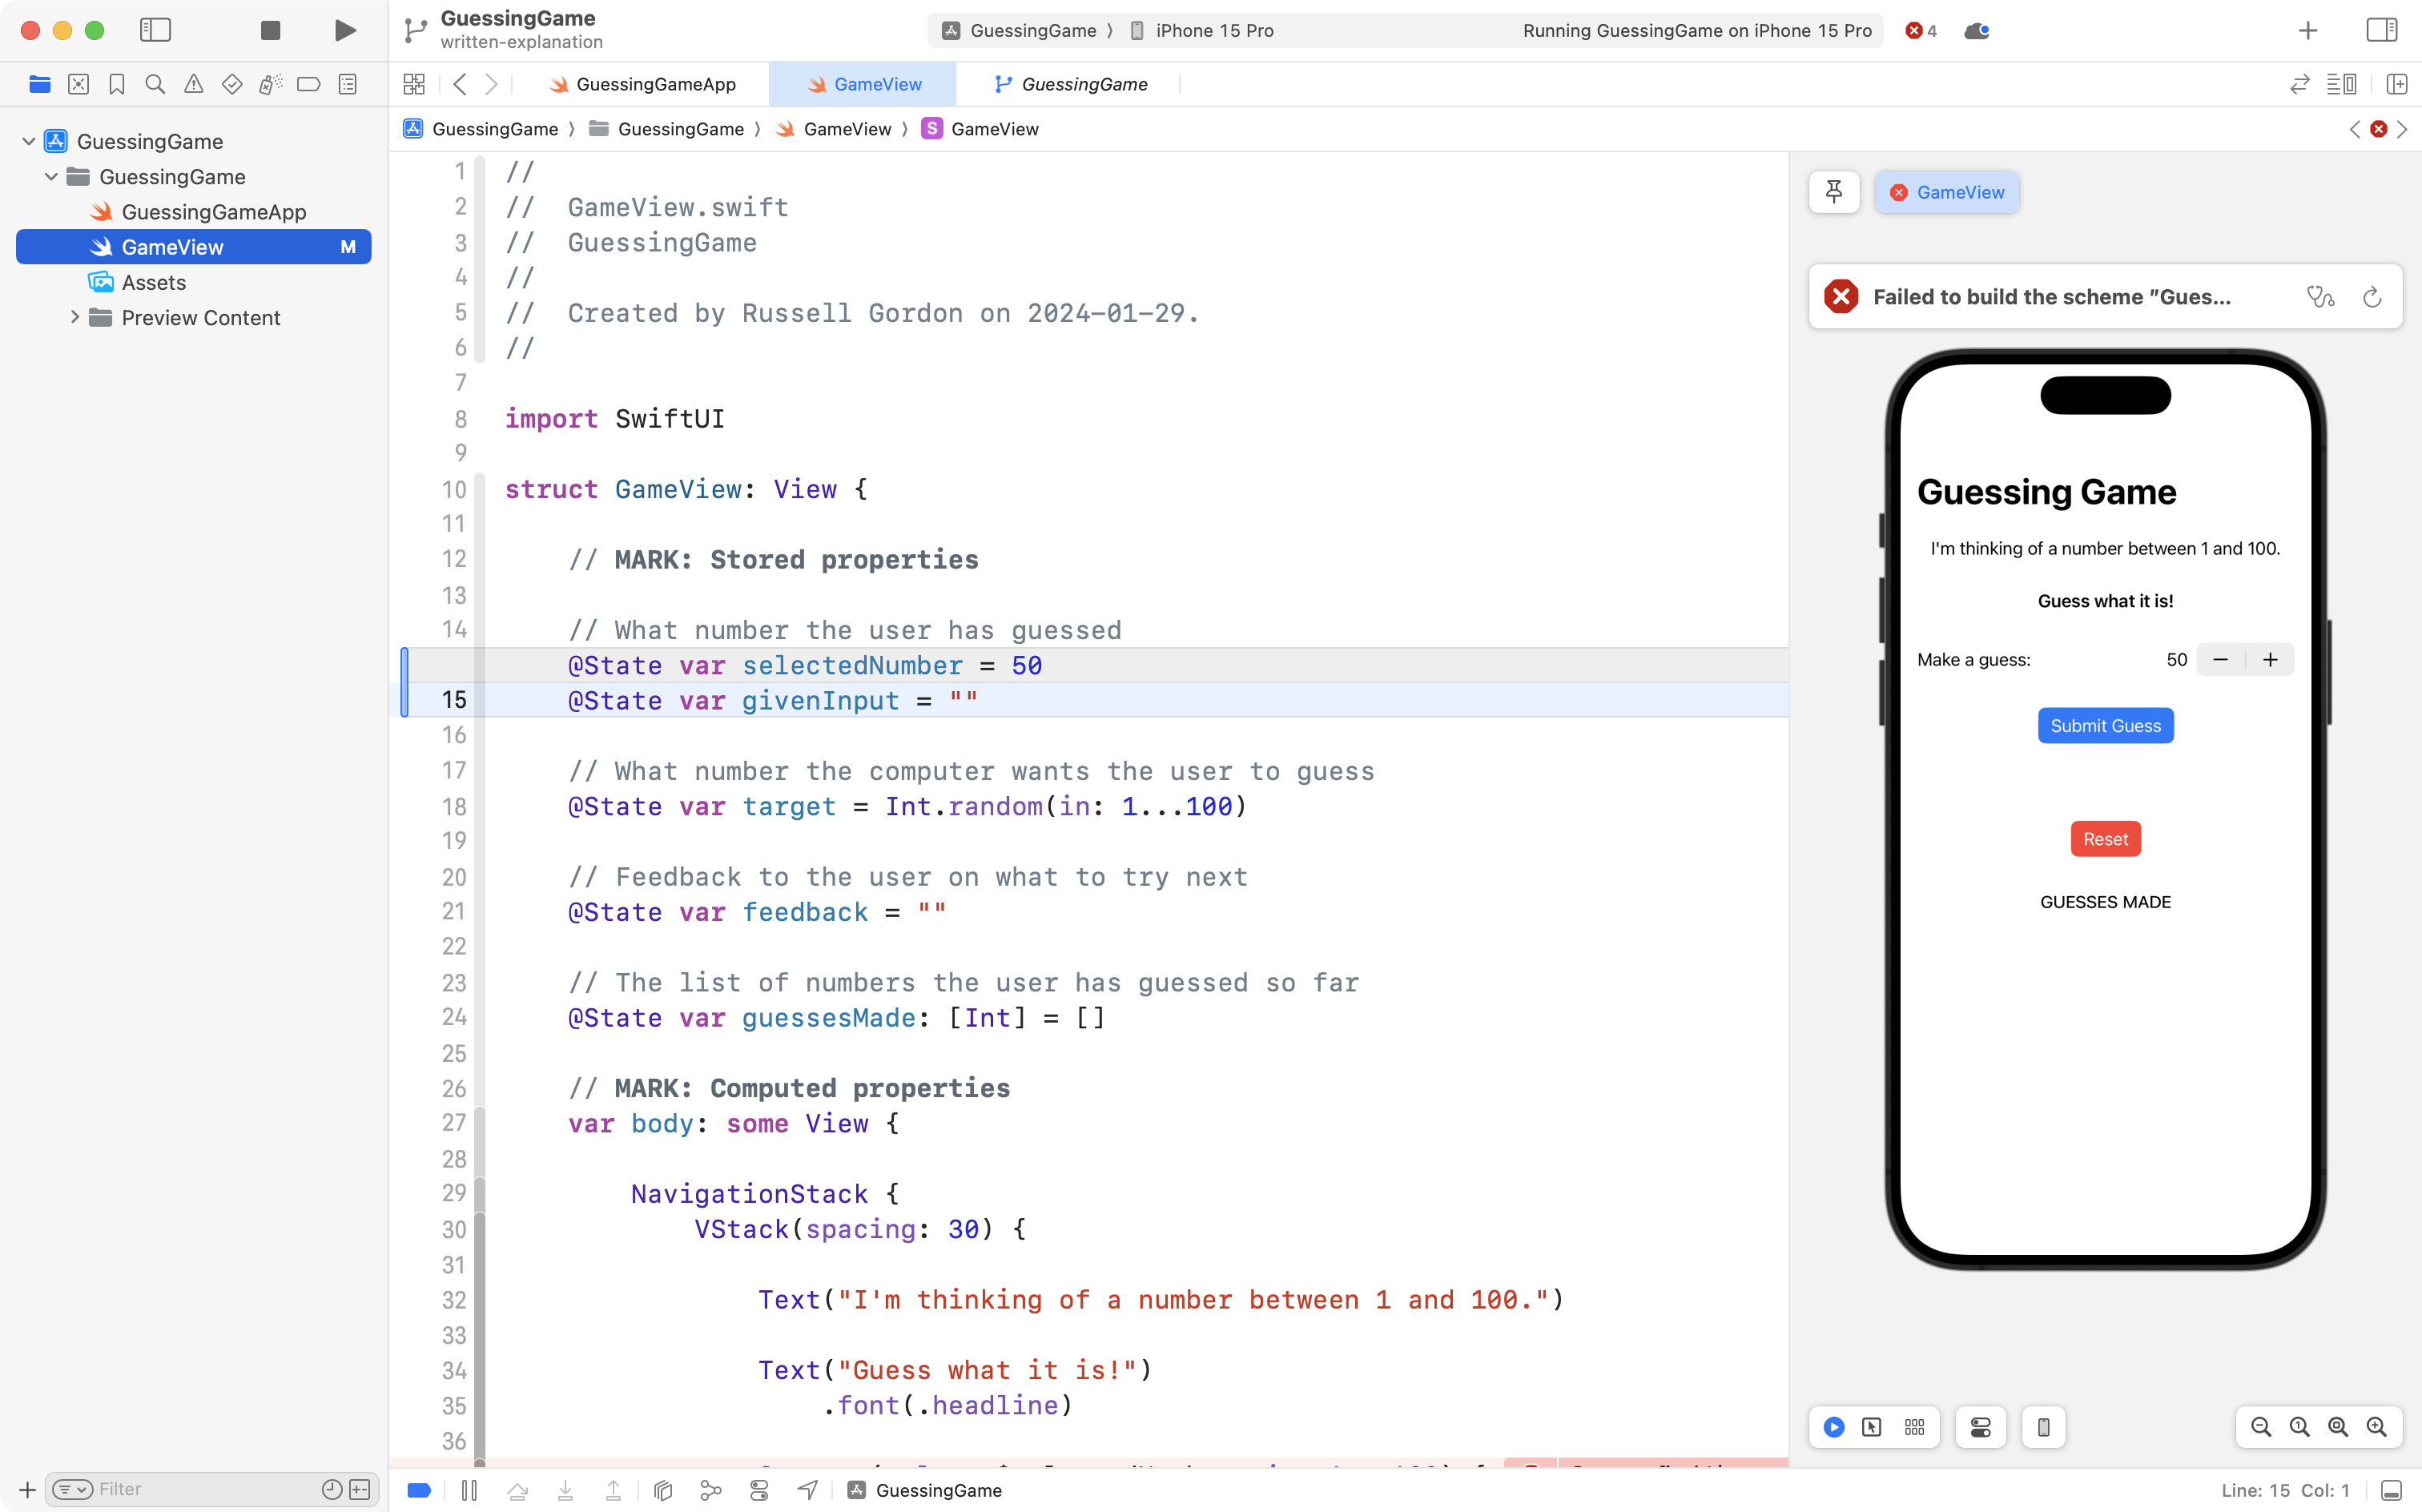 GuessingGame
written-explanation
GuessingGame
iPhone 15 Pro
Running GuessingGame on iPhone 15 Pro
4
GuessingGameApp
GameView
GuessingGame
GuessingGame
GuessingGame
GameView
S
GameView
GuessingGame
GuessingGame
GuessingGameApp
GameView
M
Assets
Preview Content
1 //
2 //  GameView.swift
3 //  GuessingGame
4 //
5 //  Created by Russell Gordon on 2024-01-29.
6 //
7
8 import SwiftUI
9
10 struct GameView: View {
11
12 // MARK: Stored properties
13
14 // What number the user has guessed
@State var selectedNumber = 50
15 @State var givenInput = ""
16
17 // What number the computer wants the user to guess
18 @State var target = Int.random(in: 1...100)
19
20 // Feedback to the user on what to try next
21 @State var feedback = ""
22
23 // The list of numbers the user has guessed so far
24 @State var guessesMade: [Int] = []
25
26 // MARK: Computed properties
27 var body: some View {
28
29 NavigationStack {
30 VStack(spacing: 30) {
31
32 Text("I'm thinking of a number between 1 and 100.")
33
34 Text("Guess what it is!")
35 .font(.headline)
36
GameView
Failed to build the scheme "Gues...
Guessing Game
I'm thinking of a number between 1 and 100.
Guess what it is!
Make a guess:
50
Submit Guess
Reset
GUESSES MADE
Filter
GuessingGame
Line: 15 Col: 1